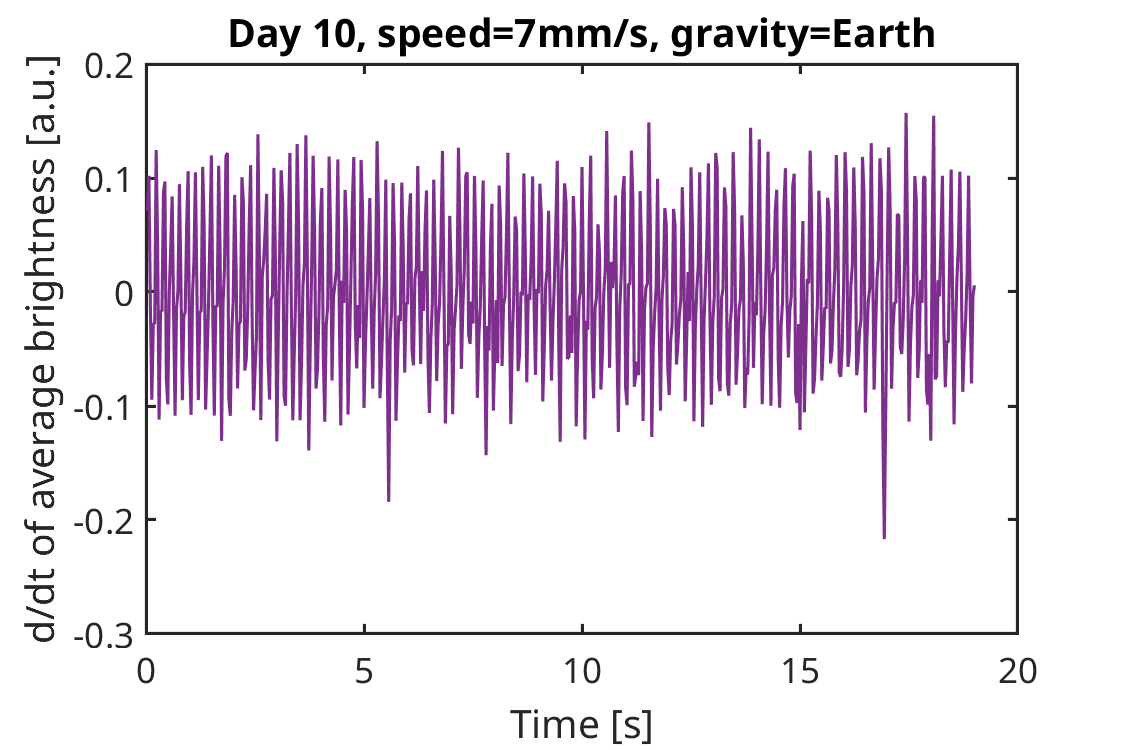 Day 10, speed=7mm/s, gravity=Earth
d/dt of average brightness [a.u.]
0.2
0.1
0
-0.1
-0.2
-0.3
0 5 10 15 20
Time [s]